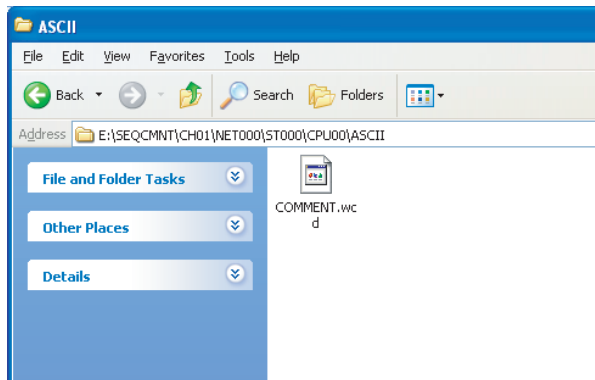 ASCII
File Edit View Favorites Tools Help
Back Search Folders
Address E:\SEQCMNT\CH01\NET000\ST000\CPU00\ASCII
File and Folder Tasks
Other Places
Details
COMMENT.wc
d